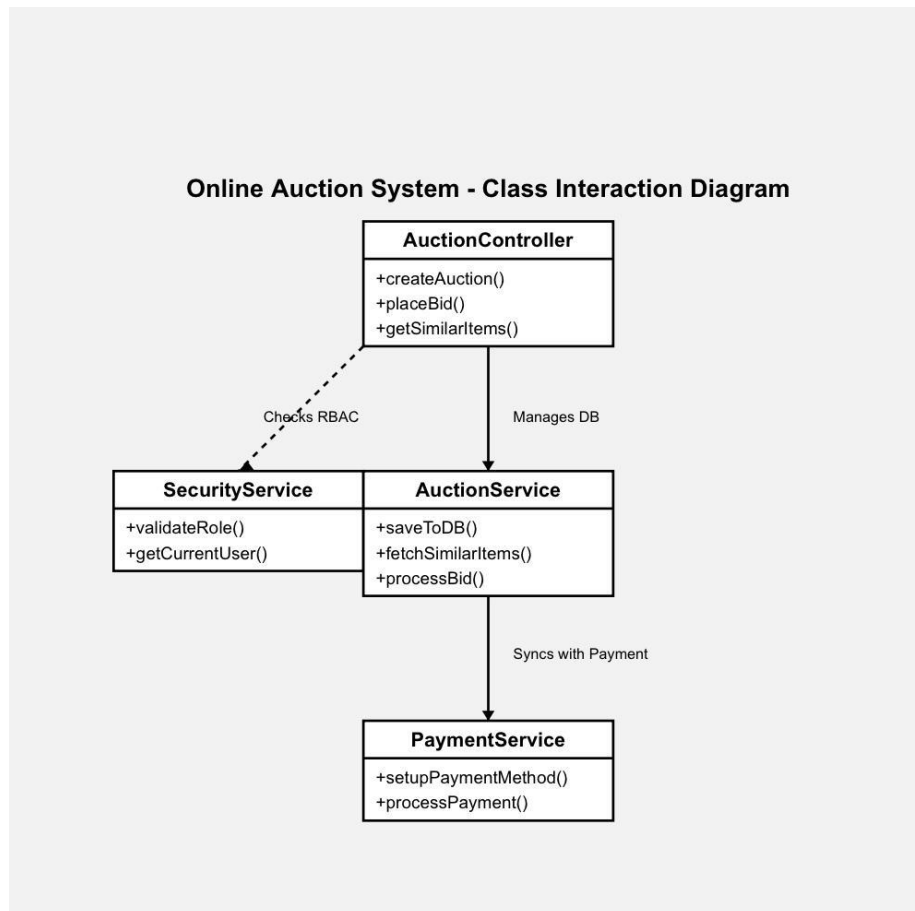 Online Auction System - Class Interaction Diagram
AuctionController
+createAuction()
+placeBid()
+getSimilarItems()
Checks RBAC
Manages DB
SecurityService
+validateRole()
+getCurrentUser()
AuctionService
+saveToDB()
+fetchSimilarItems()
+processBid()
Syncs with Payment
PaymentService
+setupPaymentMethod()
+processPayment()